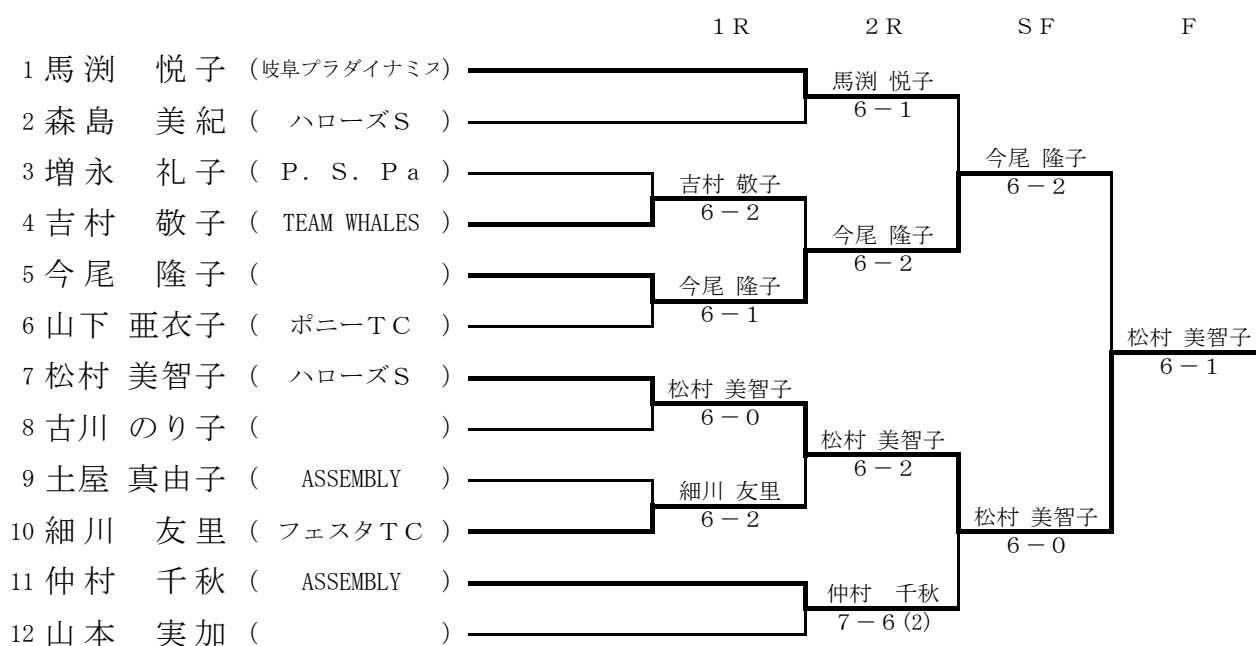 １Ｒ ２Ｒ ＳＦ Ｆ
1 馬渕 悦子 (岐阜プラダイナミス)
馬渕 悦子
６－１
2 森島 美紀 ( ハローズＳ )
今尾 隆子
６－２
3 増永 礼子 ( Ｐ．Ｓ．Ｐａ )
吉村 敬子
６－２
4 吉村 敬子 ( TEAM WHALES )
今尾 隆子
６－２
5 今尾 隆子 ( )
今尾 隆子
６－１
6 山下 亜衣子 ( ポニーＴＣ )
松村 美智子
６－１
7 松村 美智子 ( ハローズＳ )
松村 美智子
６－０
8 古川 のり子 ( )
松村 美智子
６－２
9 土屋 真由子 ( ASSEMBLY )
細川 友里
６－２
10 細川 友里 ( フェスタＴＣ )
松村 美智子
６－０
11 仲村 千秋 ( ASSEMBLY )
仲村 千秋
７－６(2)
12 山本 実加 ( )